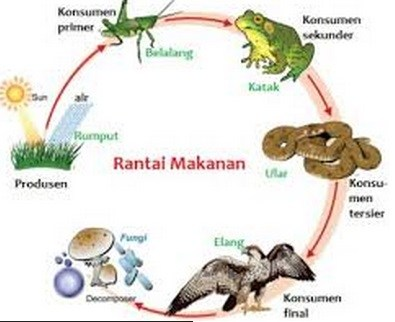 Konsumen
primer
Belalang
Konsumen
sekunder
Katak
Sun
air
Rumput
Produsen
Rantai Makanan
Ular
Konsu-
men
tersier
Elang
Konsumen
final
Fungi
Decomposer